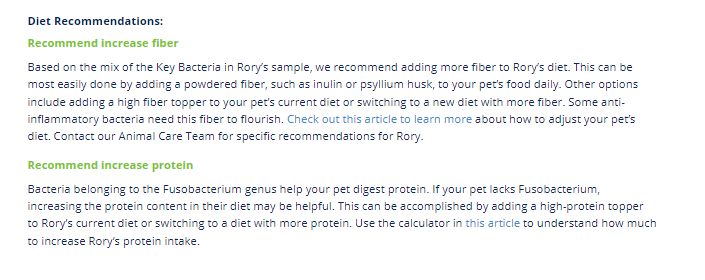 Diet Recommendations:
Recommend increase fiber
Based on the mix of the Key Bacteria in Rory's sample, we recommend adding more fiber to Rory's diet. This can be
most easily done by adding a powdered fiber, such as inulin or psyllium husk, to your pet's food daily. Other options
include adding a high fiber topper to your pet's current diet or switching to a new diet with more fiber. Some anti-
inflammatory bacteria need this fiber to flourish. Check out this article to learn more about how to adjust your pet's
diet. Contact our Animal Care Team for specific recommendations for Rory.
Recommend increase protein
Bacteria belonging to the Fusobacterium genus help your pet digest protein. If your pet lacks Fusobacterium,
increasing the protein content in their diet may be helpful. This can be accomplished by adding a high-protein topper
to Rory's current diet or switching to a diet with more protein. Use the calculator in this article to understand how much
to increase Rory's protein intake.